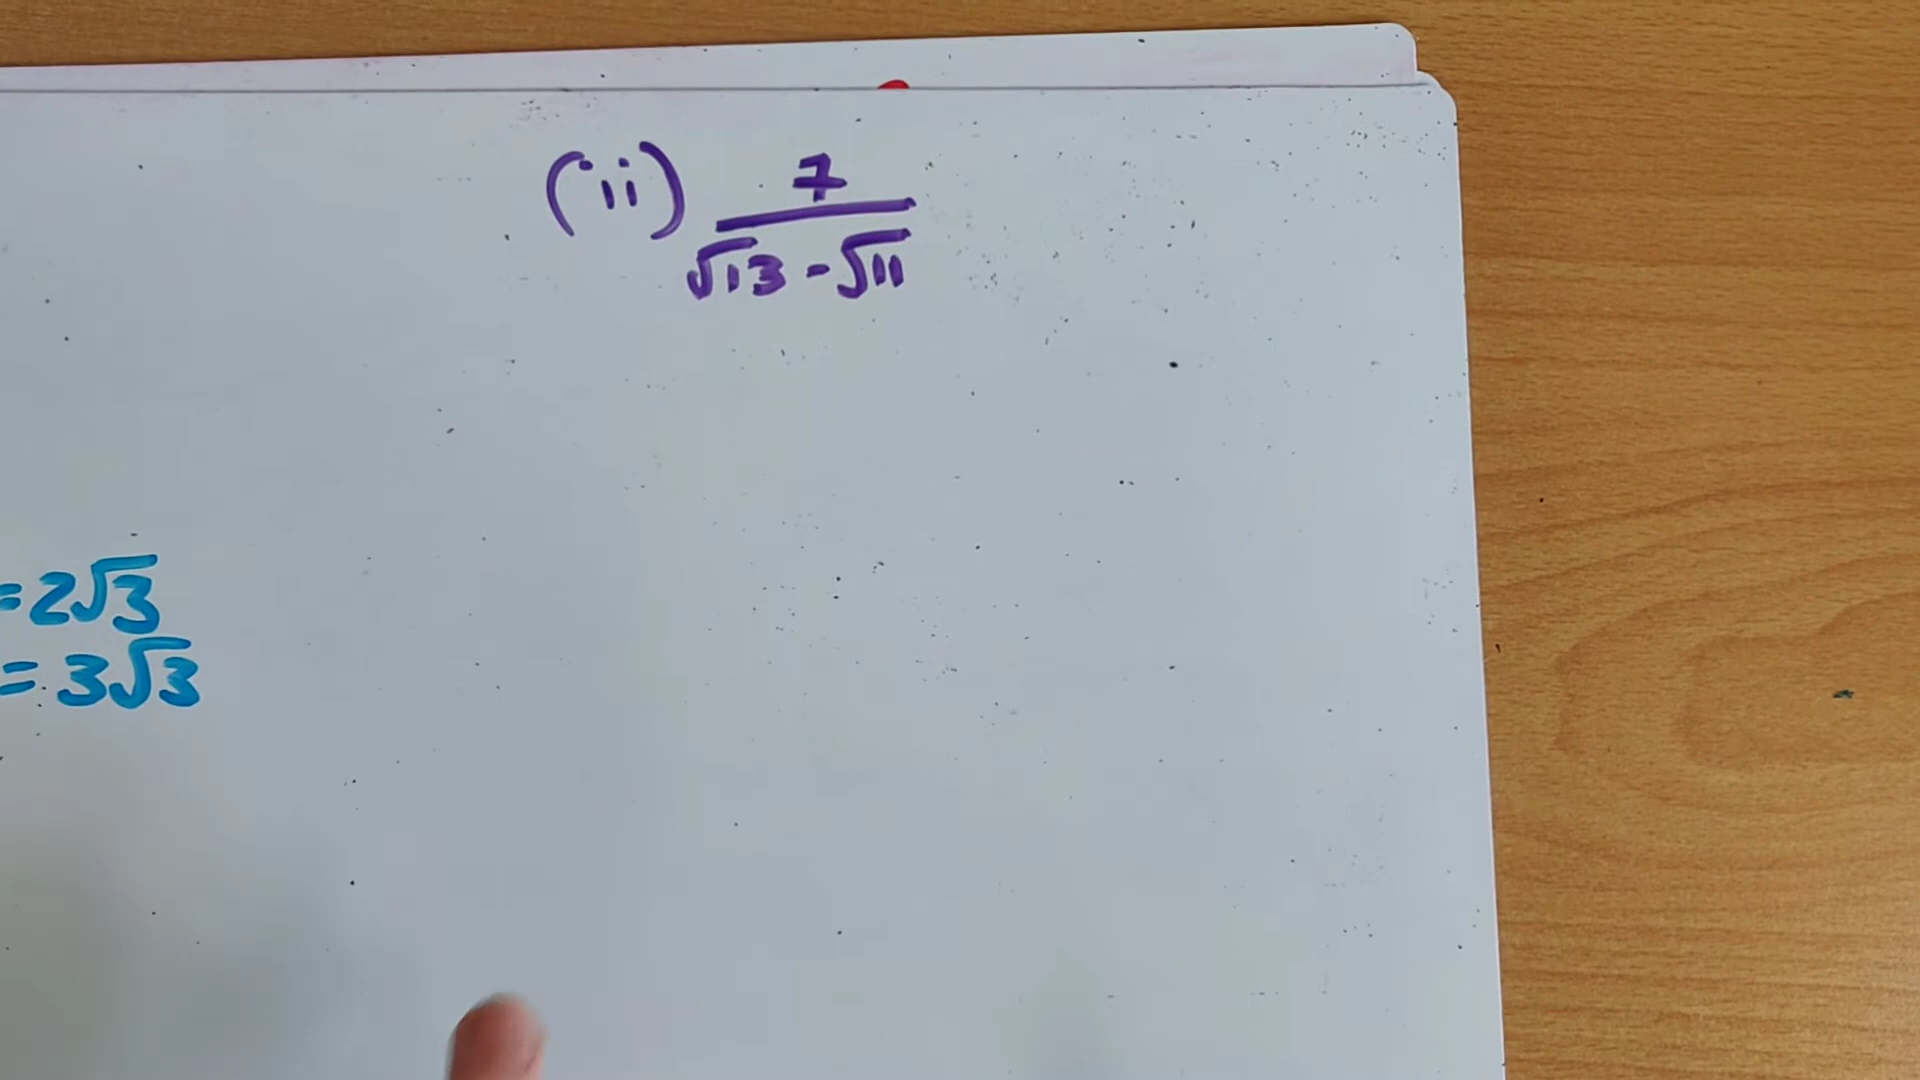 (ii) 7
√13 - √11
= 2√3
= 3√3